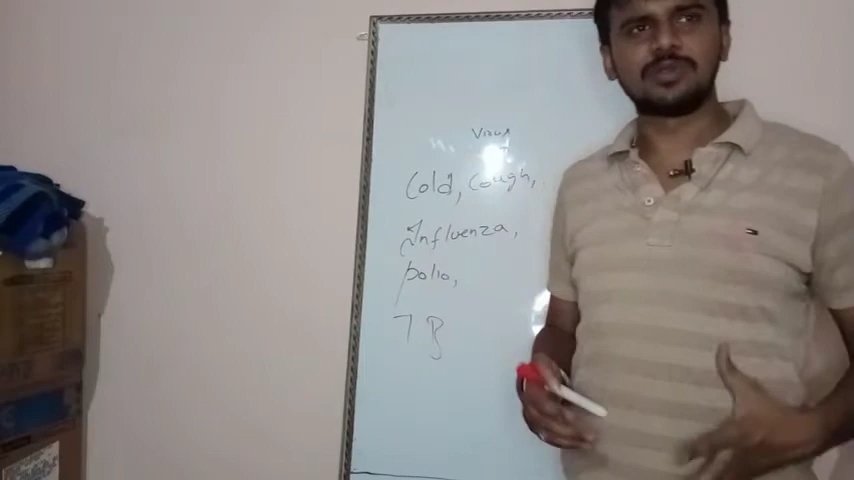 Virus
Cold, Cough,
Influenza,
polio,
TB